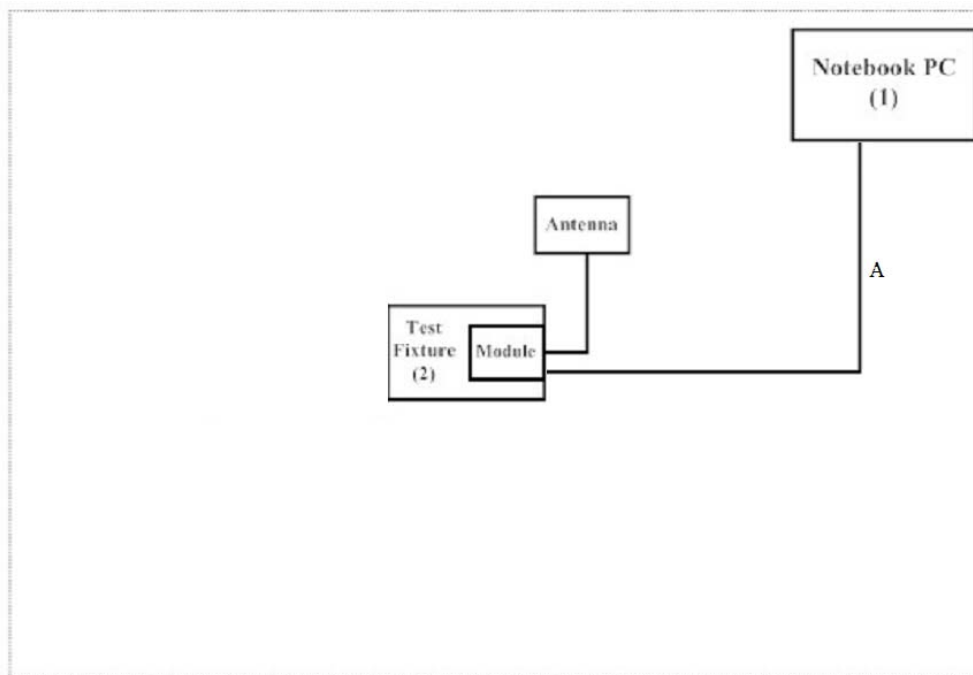 Notebook PC
(1)
Antenna
A
Test
Fixture
(2)
Module